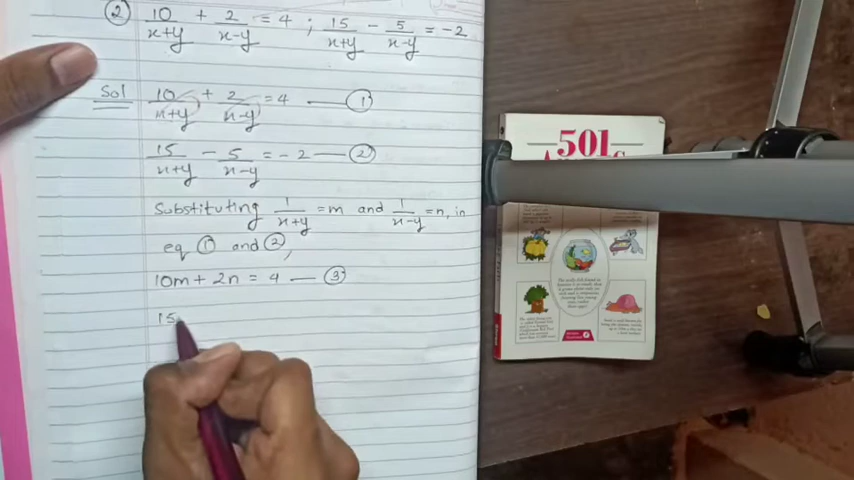 ② 10/x+y + 2/x-y = 4 ; 15/x+y - 5/x-y = -2
Sol 10/x+y + 2/x-y = 4 —— ①
15/x+y - 5/x-y = -2 —— ②
Substituting 1/x+y = m and 1/x-y = n, in
eq ① and ②,
10m + 2n = 4 — ③
15
501